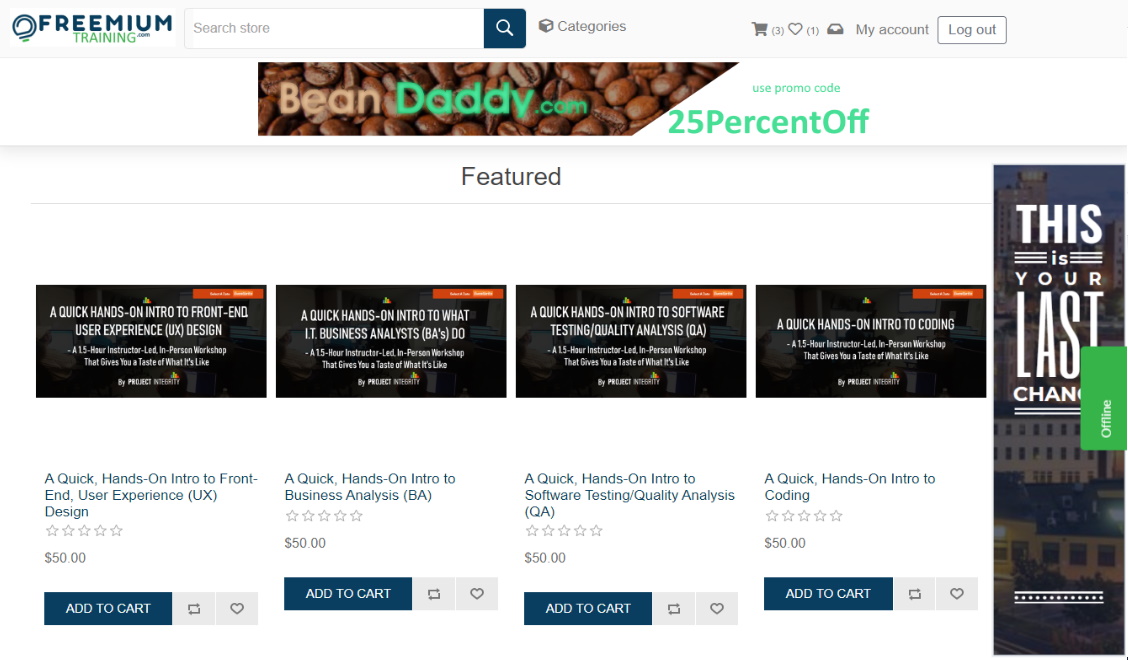 FREEMIUM
TRAINING.com
Search store
Categories
(3)
(1)
My account
Log out
Bean Daddy.com
use promo code
25PercentOff
Featured
A QUICK HANDS-ON INTRO TO FRONT-END,
USER EXPERIENCE (UX) DESIGN
- A 1.5-Hour Instructor-Led, In-Person Workshop
That Gives You a Taste of What It's Like
By PROJECT INTEGRITY
A QUICK HANDS-ON INTRO TO WHAT
I.T. BUSINESS ANALYSTS (BA's) DO
- A 1.5-Hour Instructor-Led, In-Person Workshop
That Gives You a Taste of What It's Like
By PROJECT INTEGRITY
A QUICK HANDS-ON INTRO TO SOFTWARE
TESTING/QUALITY ANALYSIS (QA)
- A 1.5-Hour Instructor-Led, In-Person Workshop
That Gives You a Taste of What It's Like
By PROJECT INTEGRITY
A QUICK HANDS-ON INTRO TO CODING
- A 1.5-Hour Instructor-Led, In-Person Workshop
That Gives You a Taste of What It's Like
By PROJECT INTEGRITY
A Quick, Hands-On Intro to Front-
End, User Experience (UX)
Design
$50.00
ADD TO CART
A Quick, Hands-On Intro to
Business Analysis (BA)
$50.00
ADD TO CART
A Quick, Hands-On Intro to
Software Testing/Quality Analysis
(QA)
$50.00
ADD TO CART
A Quick, Hands-On Intro to
Coding
$50.00
ADD TO CART
THIS
is
YOUR
LAST
CHANC
Offline